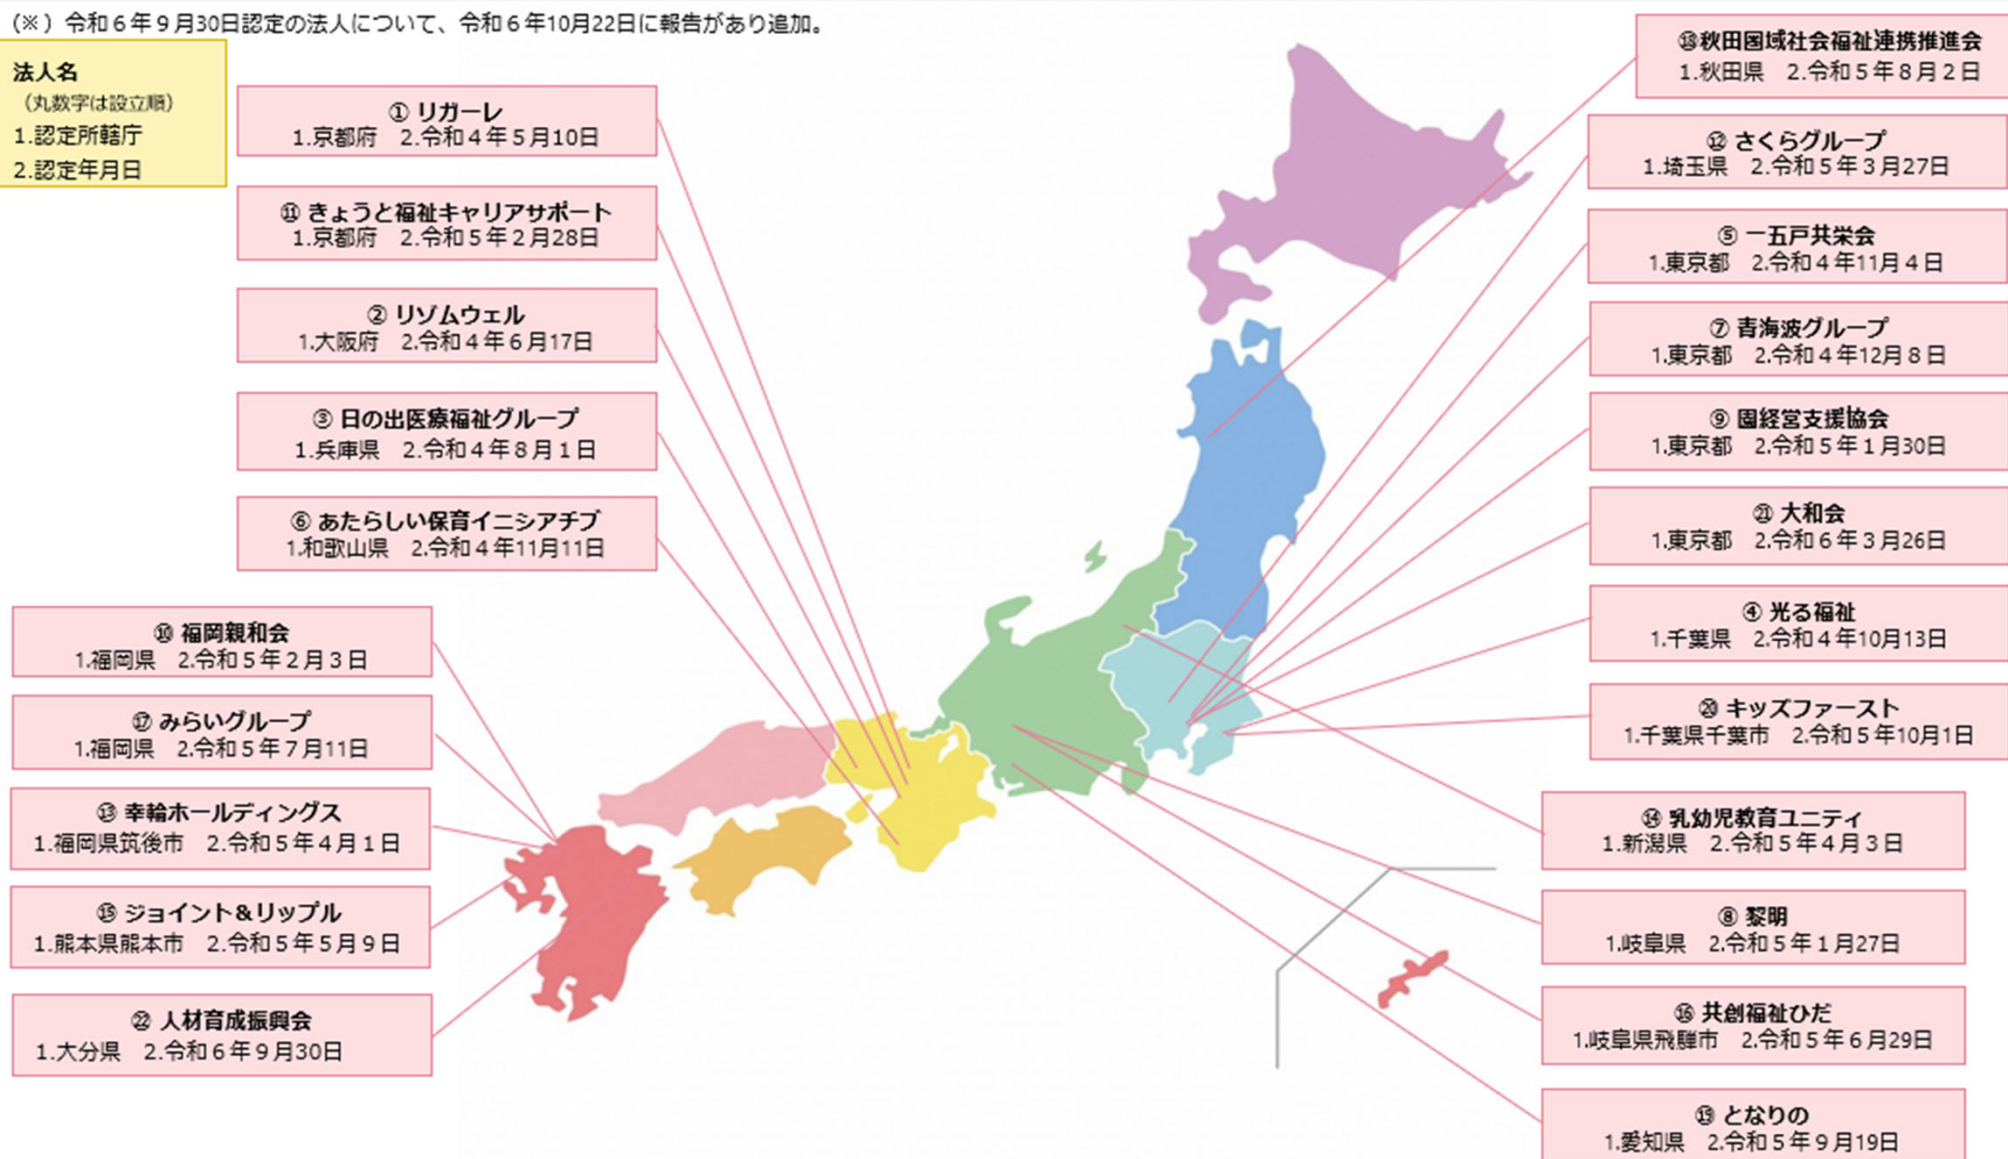 (※)令和6年9月30日認定の法人について、令和6年10月22日に報告があり追加。
法人名
(丸数字は設立順)
1.認定所轄庁
2.認定年月日
① リガーレ
1.京都府 2.令和4年5月10日
⑪ きょうと福祉キャリアサポート
1.京都府 2.令和5年2月28日
② リゾムウェル
1.大阪府 2.令和4年6月17日
③ 日の出医療福祉グループ
1.兵庫県 2.令和4年8月1日
⑥ あたらしい保育イニシアチブ
1.和歌山県 2.令和4年11月11日
⑩ 福岡親和会
1.福岡県 2.令和5年2月3日
⑰ みらいグループ
1.福岡県 2.令和5年7月11日
⑬ 幸輪ホールディングス
1.福岡県筑後市 2.令和5年4月1日
⑮ ジョイント&リップル
1.熊本県熊本市 2.令和5年5月9日
㉒ 人材育成振興会
1.大分県 2.令和6年9月30日
⑱秋田圏域社会福祉連携推進会
1.秋田県 2.令和5年8月2日
⑫ さくらグループ
1.埼玉県 2.令和5年3月27日
⑤ 一五戸共栄会
1.東京都 2.令和4年11月4日
⑦ 青海波グループ
1.東京都 2.令和4年12月8日
⑨ 園経営支援協会
1.東京都 2.令和5年1月30日
㉑ 大和会
1.東京都 2.令和6年3月26日
④ 光る福祉
1.千葉県 2.令和4年10月13日
⑳ キッズファースト
1.千葉県千葉市 2.令和5年10月1日
⑭ 乳幼児教育ユニティ
1.新潟県 2.令和5年4月3日
⑧ 黎明
1.岐阜県 2.令和5年1月27日
⑯ 共創福祉ひだ
1.岐阜県飛騨市 2.令和5年6月29日
⑲ となりの
1.愛知県 2.令和5年9月19日